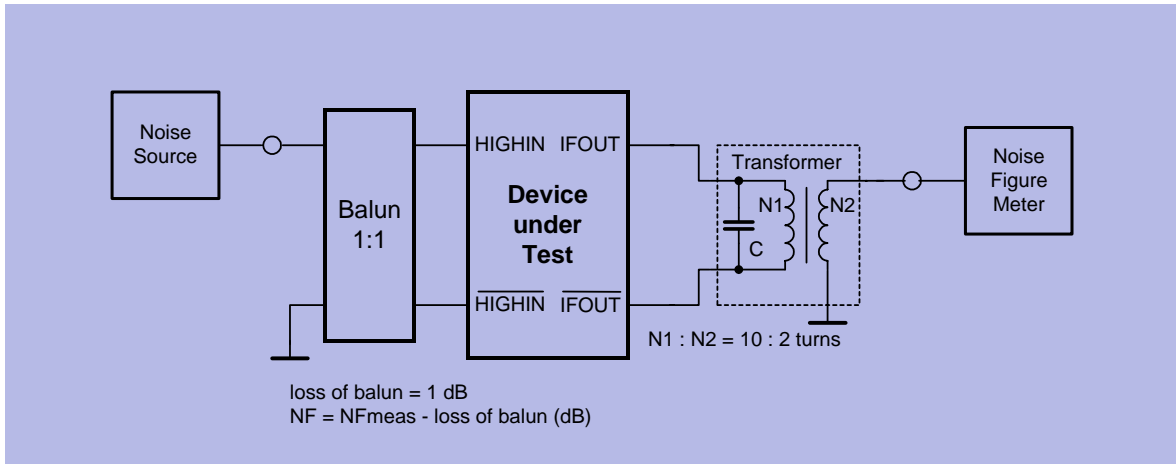 Noise
Source
Balun
1:1
HIGHIN IFOUT
Device
under
Test
HIGHIN IFOUT
Transformer
N1 N2
C
N1 : N2 = 10 : 2 turns
Noise
Figure
Meter
loss of balun = 1 dB
NF = NFmeas - loss of balun (dB)